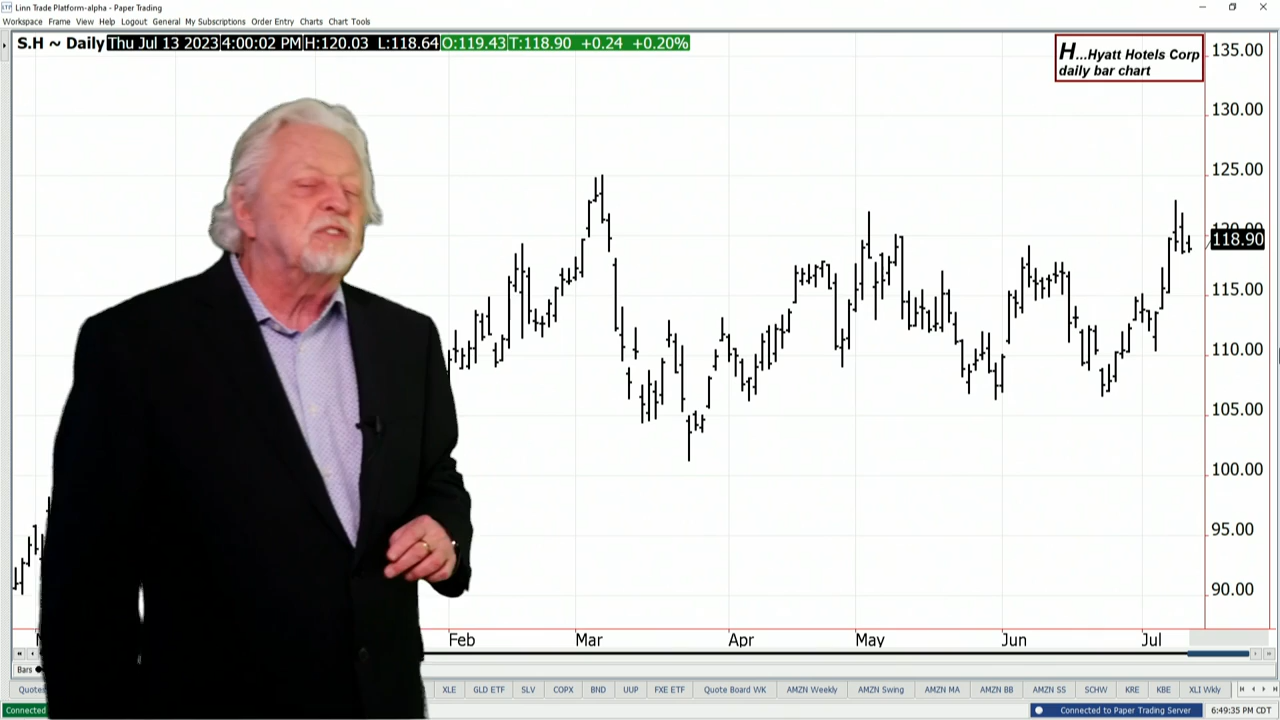 Linn Trade Platform-alpha - Paper Trading
Workspace Frame View Help Logout General My Subscriptions Order Entry Charts Chart Tools
S.H ~ Daily Thu Jul 13 2023 4:00:02 PM H:120.03 L:118.64 O:119.43 T:118.90 +0.24 +0.20%
H...Hyatt Hotels Corp
daily bar chart
135.00
130.00
125.00
120.00
118.90
115.00
110.00
105.00
100.00
95.00
90.00
Feb Mar Apr May Jun Jul
Bars
Quotes XLE GLD ETF SLV COPX BND UUP FXE ETF Quote Board WK AMZN Weekly AMZN Swing AMZN MA AMZN BB AMZN SS SCHW KRE KBE XLI Wkly
Connected Connected to Paper Trading Server 6:49:35 PM CDT